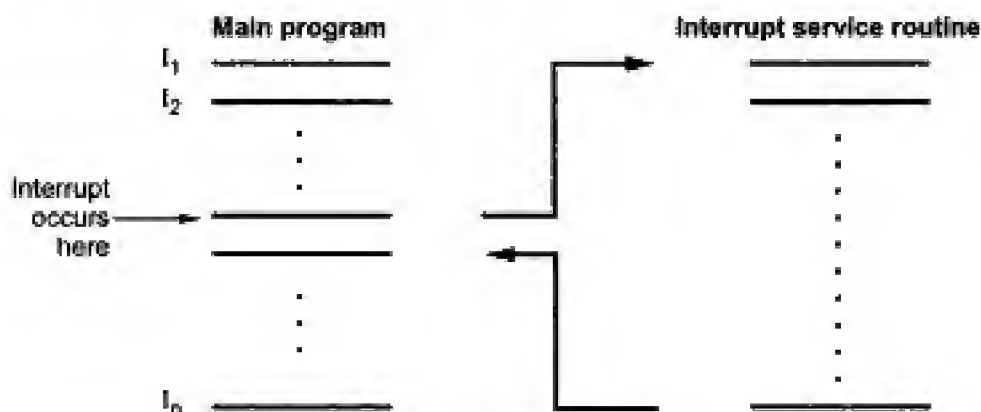 Main program
Interrupt service routine
I₁
I₂
Interrupt
occurs
here
Iₙ